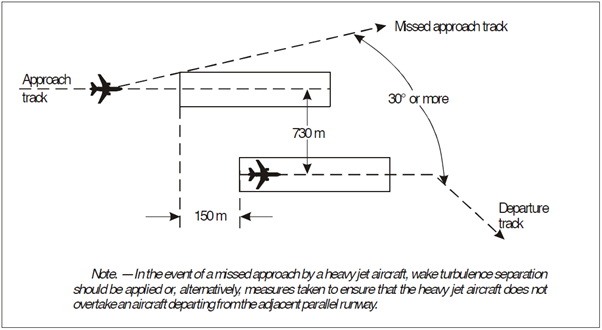 Missed approach track
Approach
track
30° or more
730 m
150 m
Departure
track
Note. — In the event of a missed approach by a heavy jet aircraft, wake turbulence separation
should be applied or, alternatively, measures taken to ensure that the heavy jet aircraft does not
overtake an aircraft departing from the adjacent parallel runway.